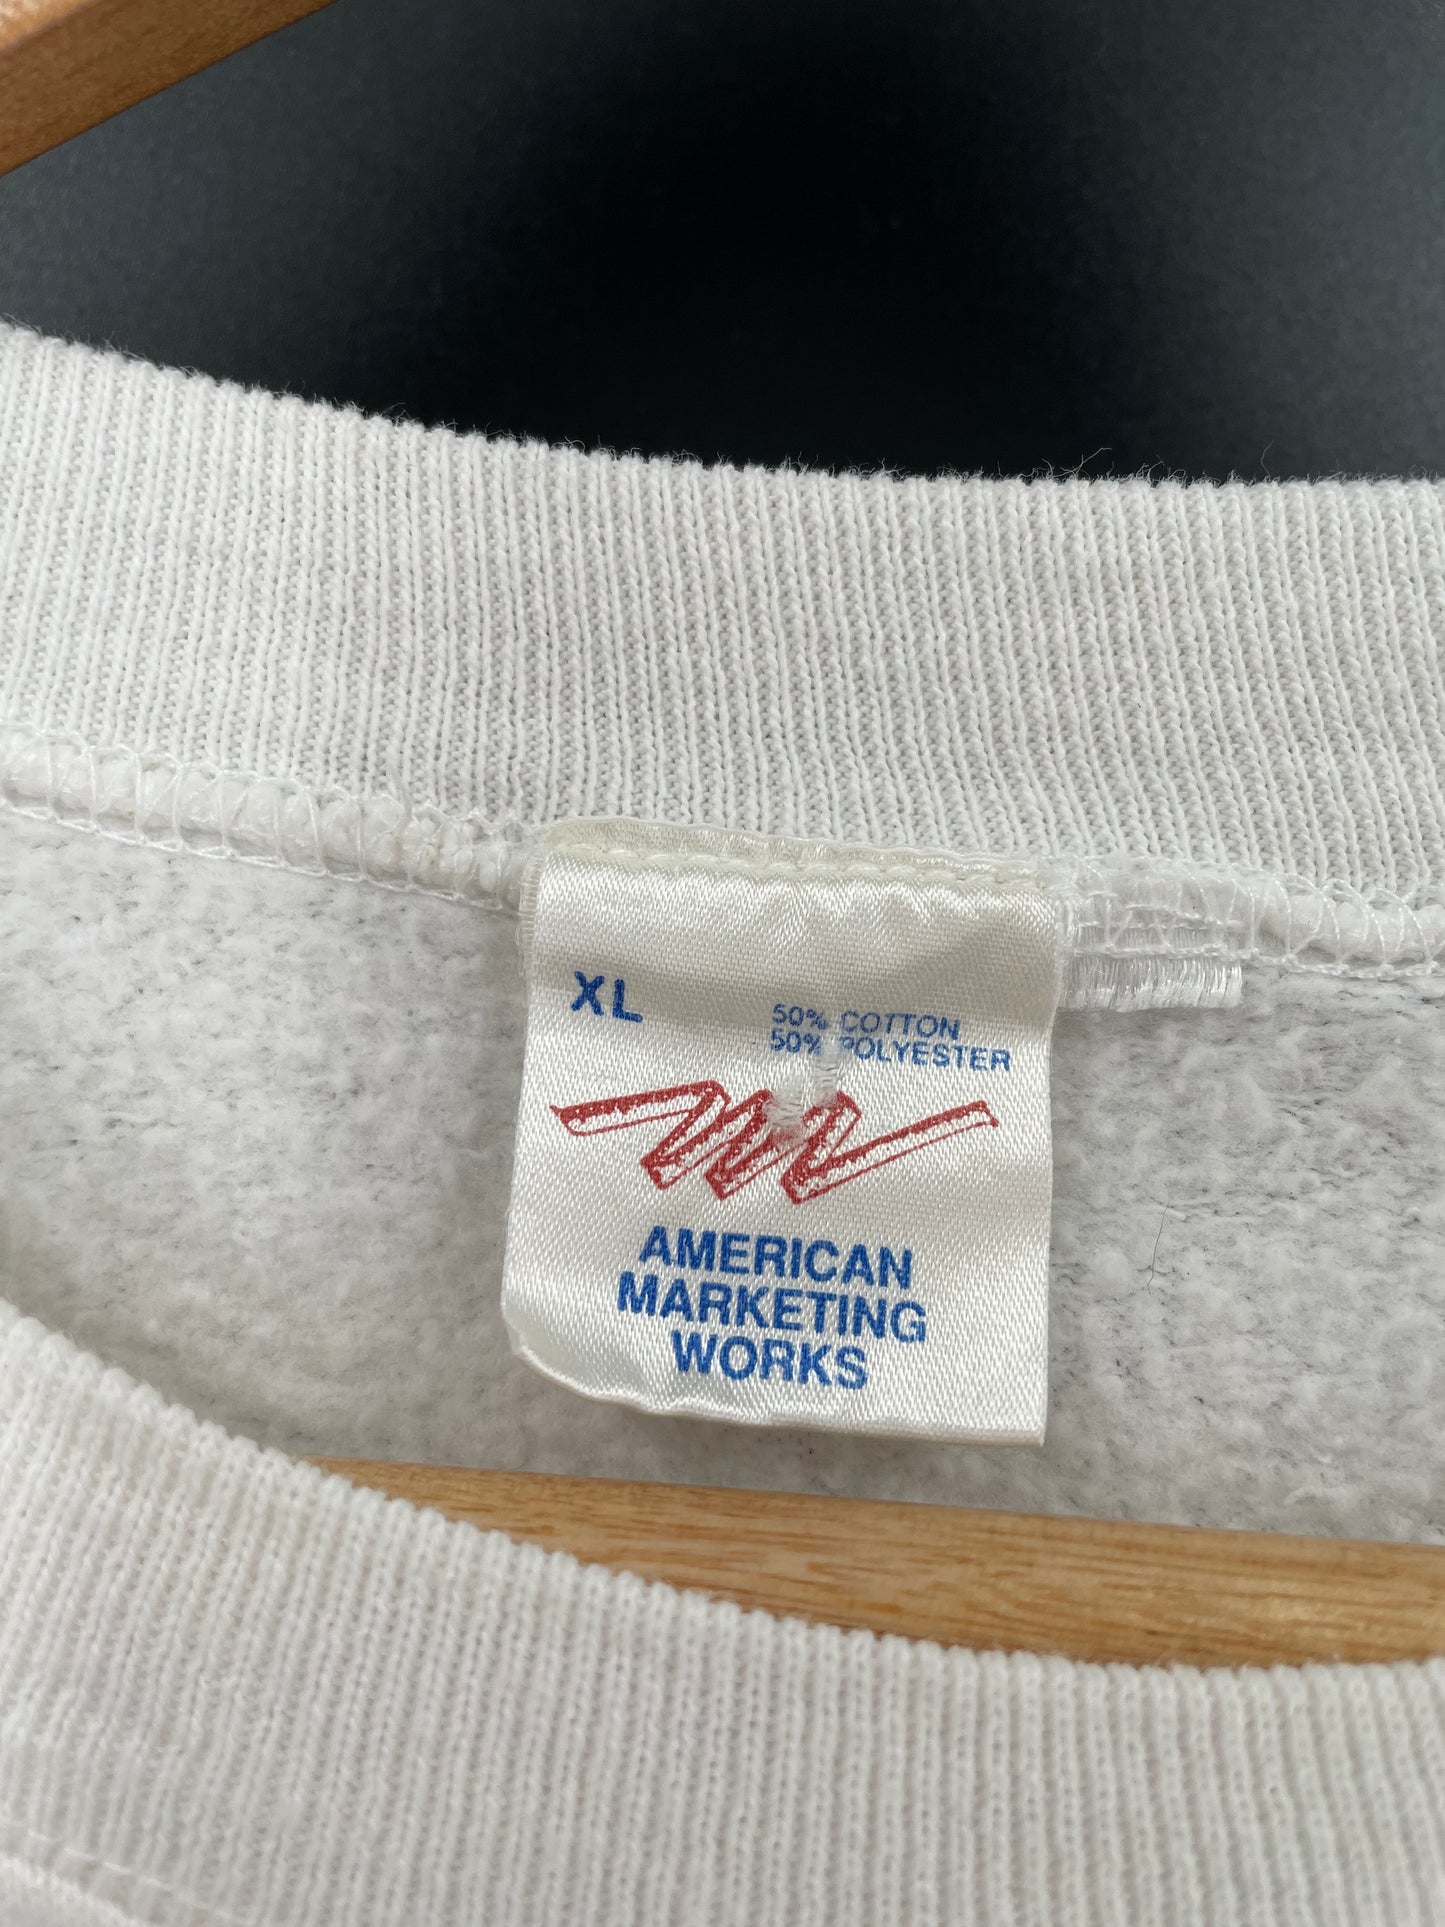 XL
50% COTTON
50% POLYESTER
AMERICAN
MARKETING
WORKS